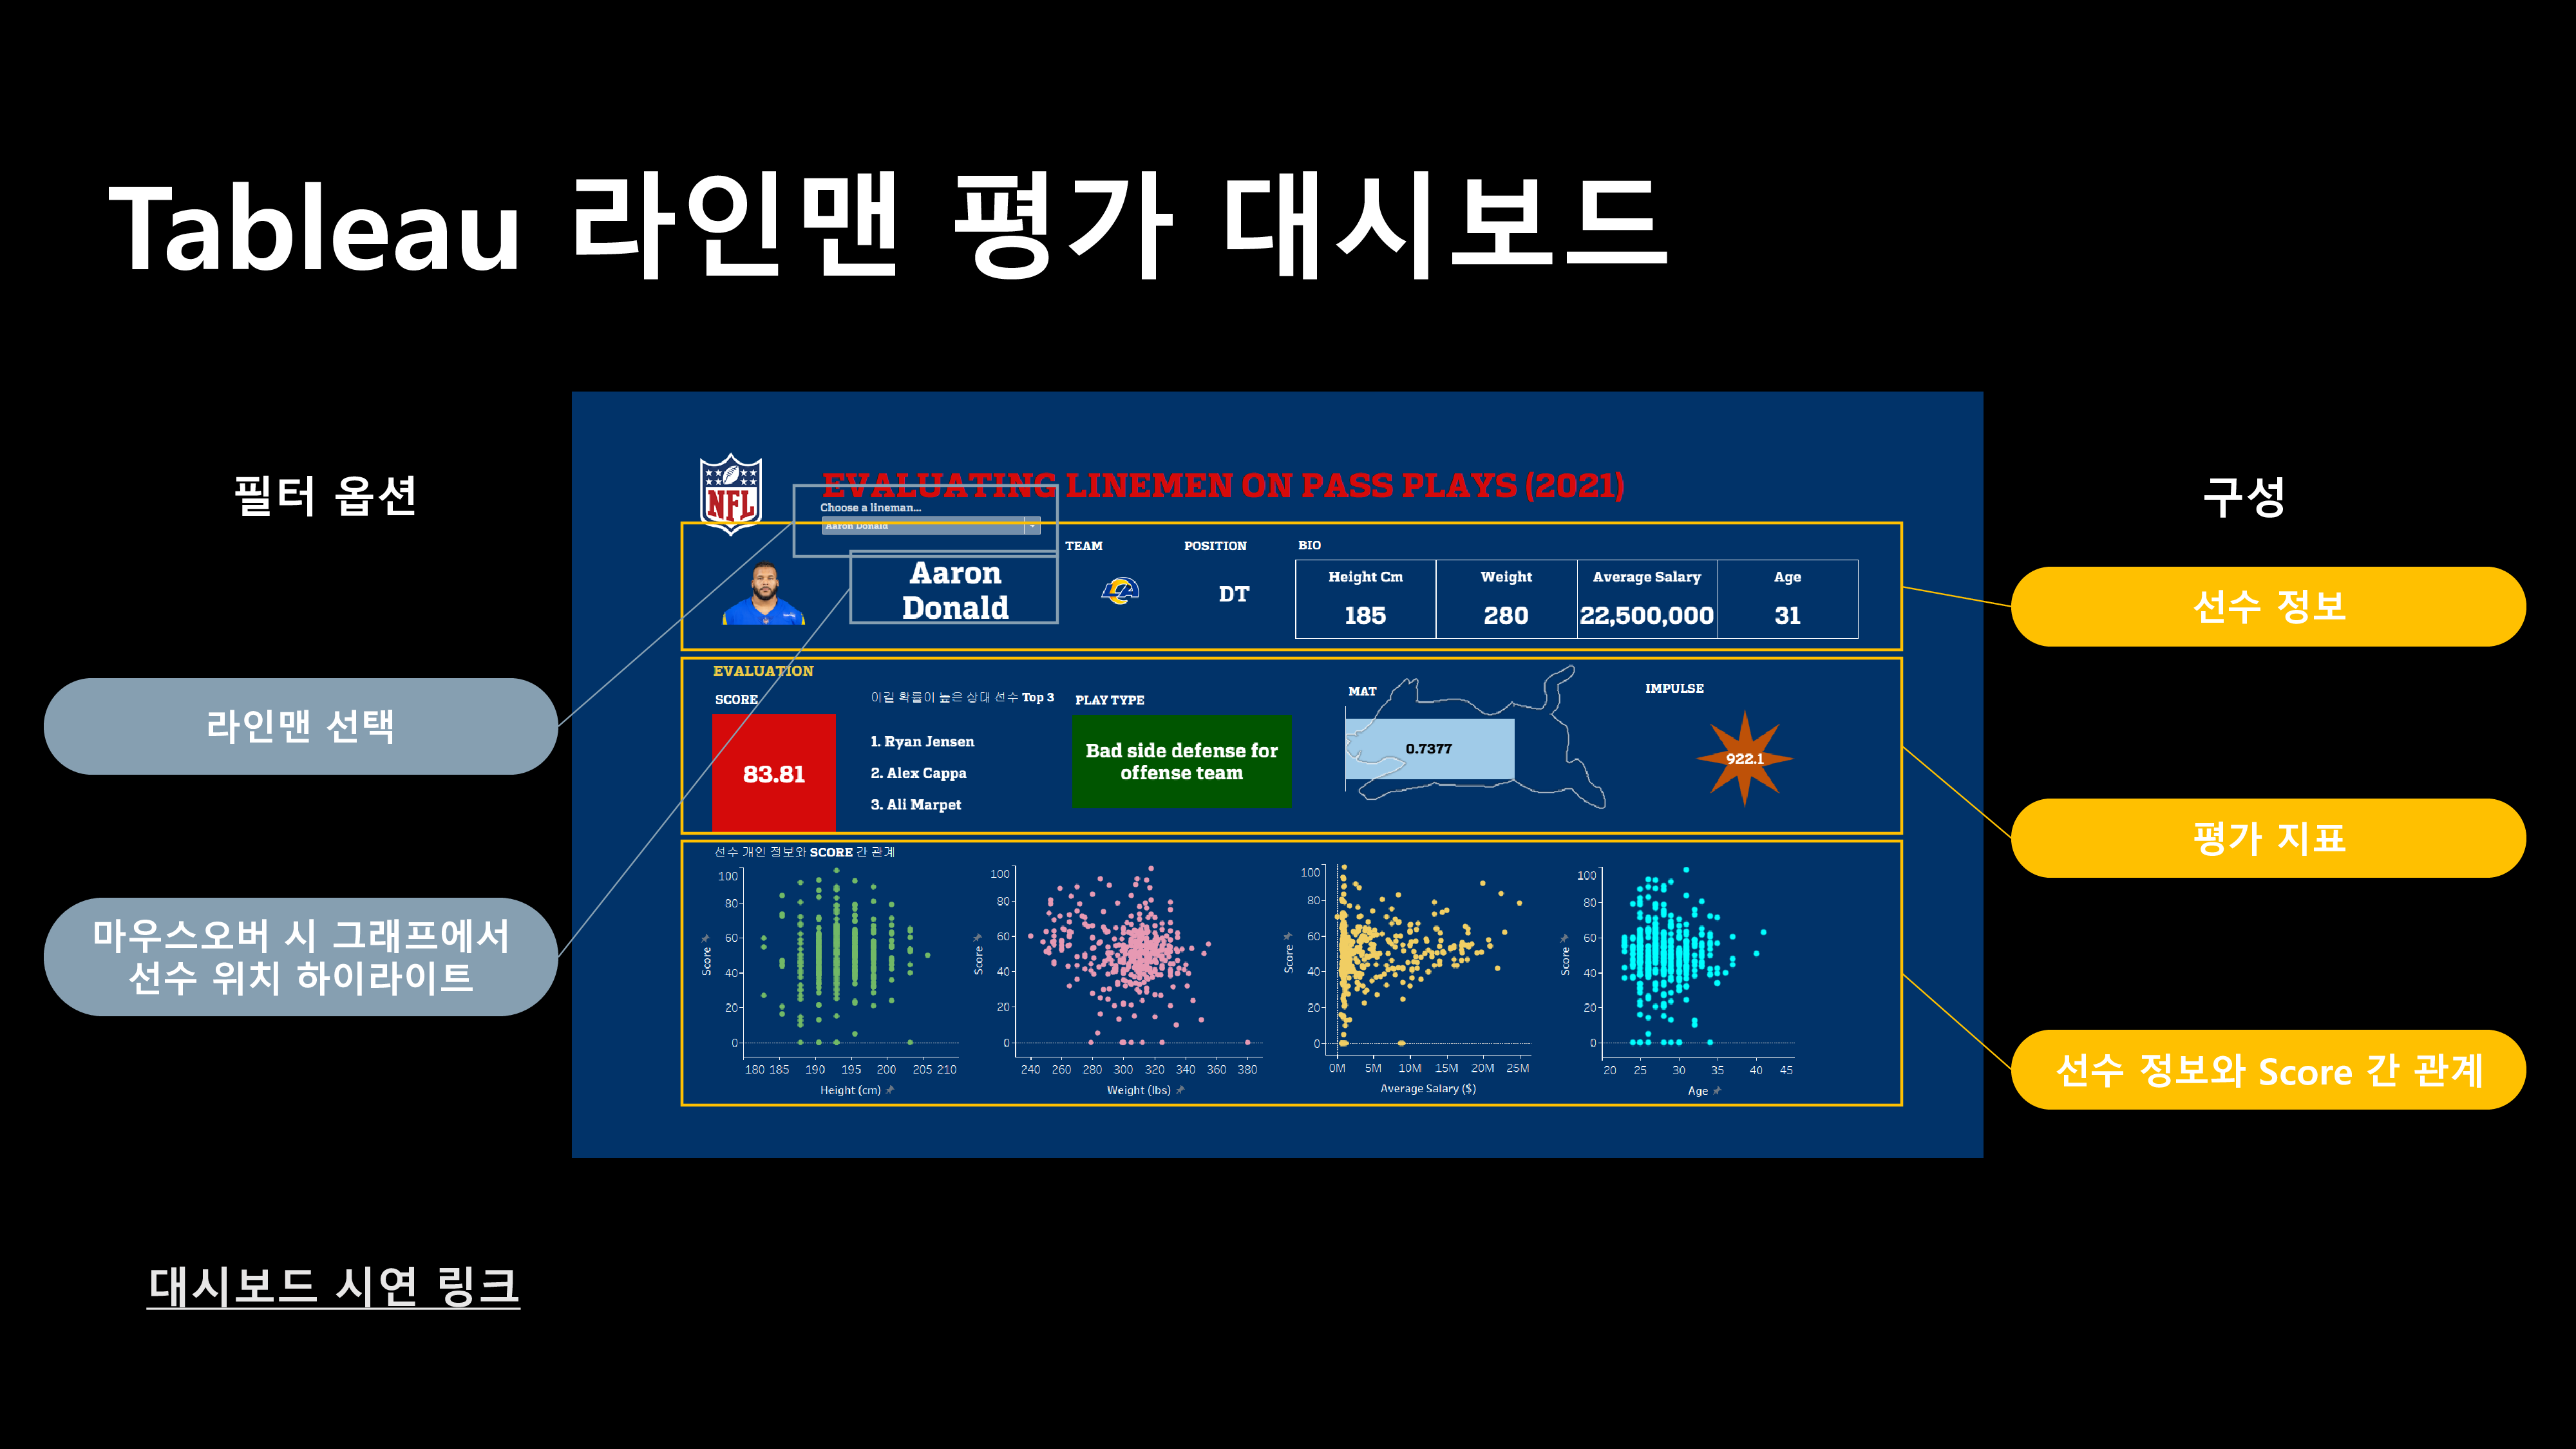 Tableau 라인맨 평가 대시보드
필터 옵션
라인맨 선택
마우스오버 시 그래프에서
선수 위치 하이라이트
대시보드 시연 링크
NFL
EVALUATING LINEMEN ON PASS PLAYS (2021)
Choose a lineman...
Aaron Donald
Aaron
Donald
TEAM
LA
POSITION
DT
BIO
Height Cm Weight Average Salary Age
185 280 22,500,000 31
EVALUATION
SCORE
83.81
이길 확률이 높은 상대 선수 Top 3
1. Ryan Jensen
2. Alex Cappa
3. Ali Marpet
PLAY TYPE
Bad side defense for
offense team
MAT
0.7377
IMPULSE
922.1
선수 개인 정보와 SCORE 간 관계
100
80
60
40
20
0
Score
180 185 190 195 200 205 210
Height (cm)
100
80
60
40
20
0
Score
240 260 280 300 320 340 360 380
Weight (lbs)
100
80
60
40
20
0
Score
0M 5M 10M 15M 20M 25M
Average Salary ($)
100
80
60
40
20
0
Score
20 25 30 35 40 45
Age
구성
선수 정보
평가 지표
선수 정보와 Score 간 관계